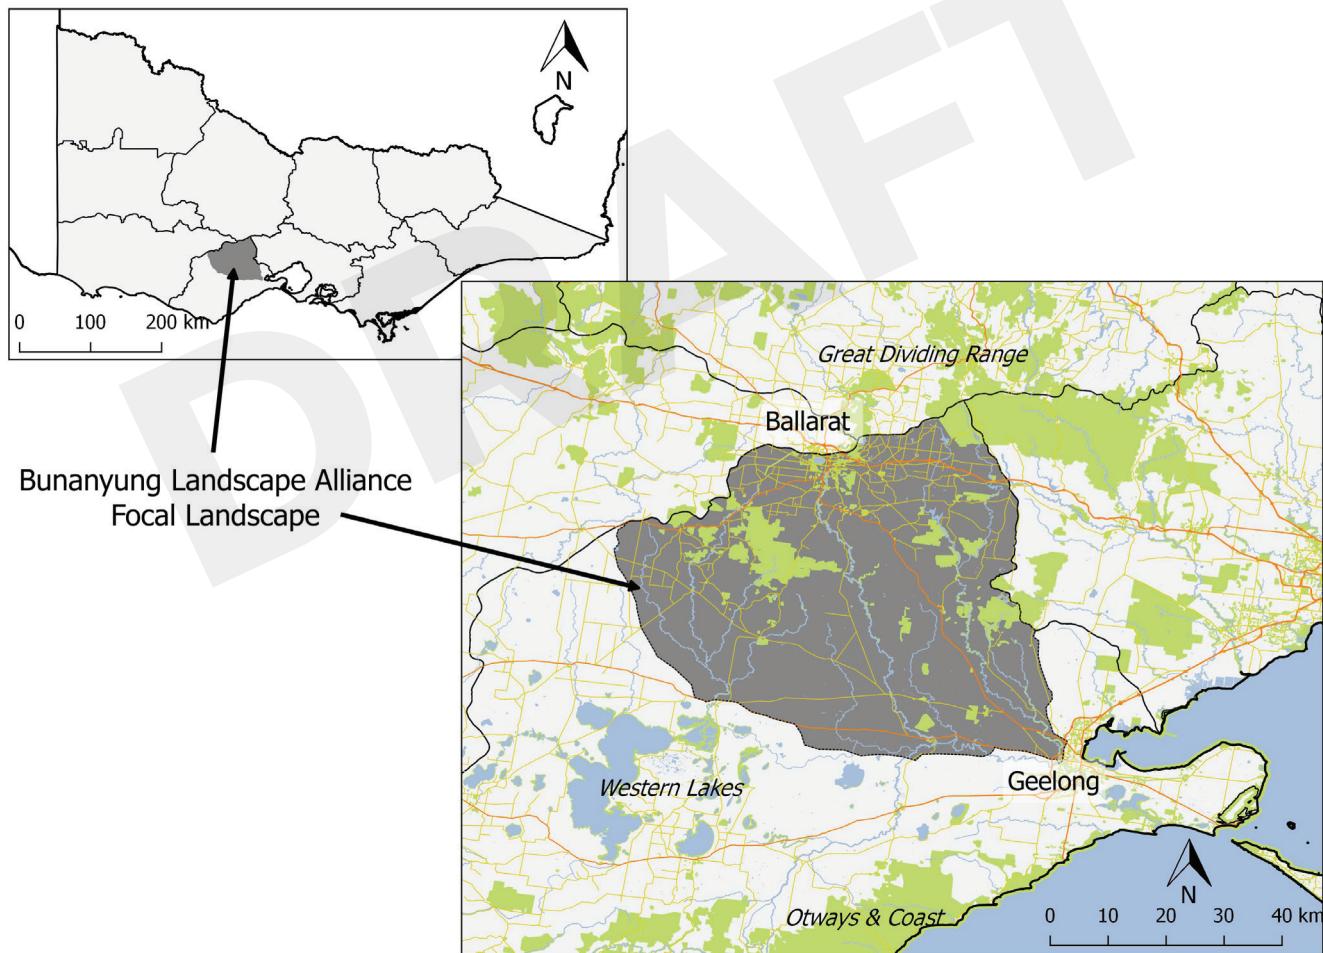 N
0 100 200 km
Bunanyung Landscape Alliance
Focal Landscape
DRAFT
Great Dividing Range
Ballarat
Western Lakes
Geelong
Otways & Coast
N
0 10 20 30 40 km